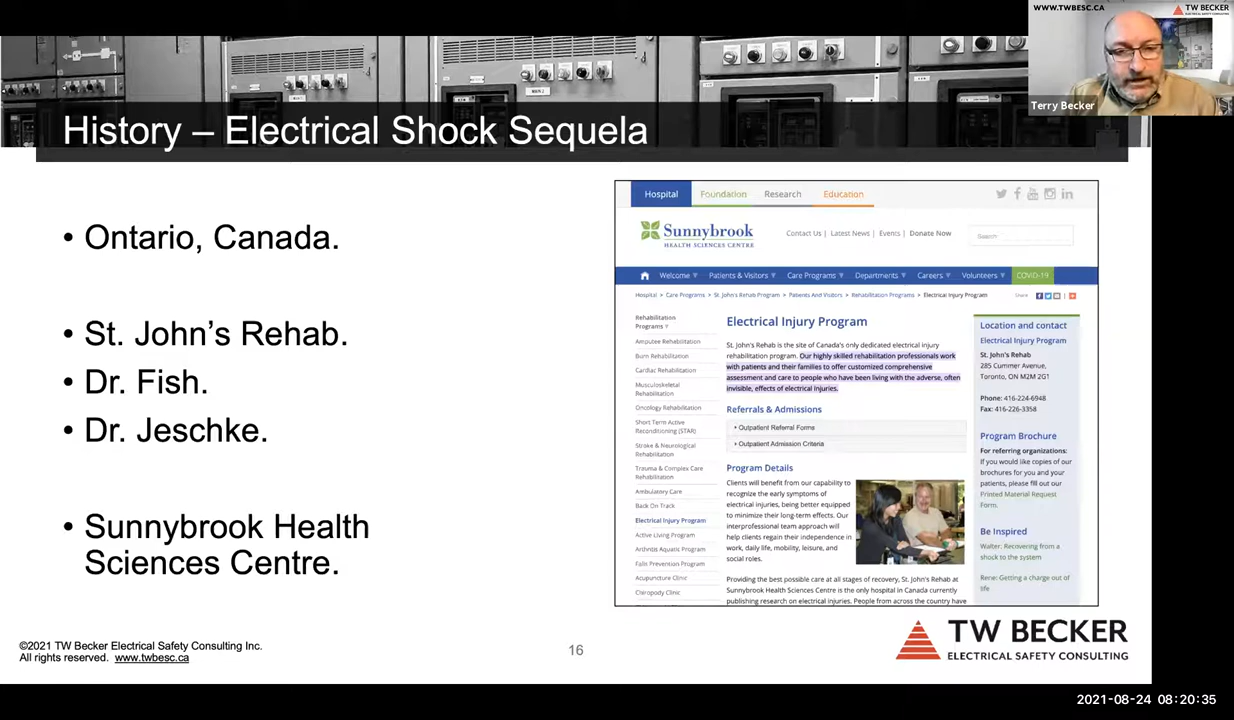 WWW.TWBESC.CA
TW BECKER
ELECTRICAL SAFETY CONSULTING
Terry Becker
History – Electrical Shock Sequela
• Ontario, Canada.
• St. John’s Rehab.
• Dr. Fish.
• Dr. Jeschke.
• Sunnybrook Health
Sciences Centre.
Hospital Foundation Research Education
Sunnybrook
HEALTH SCIENCES CENTRE
Contact Us | Latest News | Events | Donate Now
Search
Welcome Patients & Visitors Care Programs Departments Careers Volunteers COVID-19
Hospital > Care Programs > St. John's Rehab Program > Patients And Visitors > Rehabilitation Programs > Electrical Injury Program
Share
Rehabilitation
Programs
Amputee Rehabilitation
Burn Rehabilitation
Cardiac Rehabilitation
Musculoskeletal
Rehabilitation
Oncology Rehabilitation
Short Term Active
Reconditioning (STAR)
Stroke & Neurological
Rehabilitation
Trauma & Complex Care
Rehabilitation
Ambulatory Care
Back On Track
Electrical Injury Program
Active Living Program
Arthritis Aquatic Program
Falls Prevention Program
Acupuncture Clinic
Chiropody Clinic
Electrical Injury Program
St. John's Rehab is the site of Canada's only dedicated electrical injury
rehabilitation program. Our highly skilled rehabilitation professionals work
with patients and their families to offer customized comprehensive
assessment and care to people who have been living with the adverse, often
invisible, effects of electrical injuries.
Referrals & Admissions
Outpatient Referral Forms
Outpatient Admission Criteria
Program Details
Clients will benefit from our capability to
recognize the early symptoms of
electrical injuries, being better equipped
to minimize their long-term effects. Our
interprofessional team approach will
help clients regain their independence in
work, daily life, mobility, leisure, and
social roles.
Providing the best possible care at all stages of recovery, St. John's Rehab at
Sunnybrook Health Sciences Centre is the only hospital in Canada currently
publishing research on electrical injuries. People from across the country have
Location and contact
Electrical Injury Program
St. John's Rehab
285 Cummer Avenue,
Toronto, ON M2M 2G1
Phone: 416-224-6948
Fax: 416-226-3358
Program Brochure
For referring organizations:
If you would like copies of our
brochures for you and your
patients, please fill out our
Printed Material Request
Form.
Be Inspired
Walter: Recovering from a
shock to the system
Rene: Getting a charge out of
life
©2021 TW Becker Electrical Safety Consulting Inc.
All rights reserved. www.twbesc.ca
16
TW BECKER
ELECTRICAL SAFETY CONSULTING
2021-08-24 08:20:35